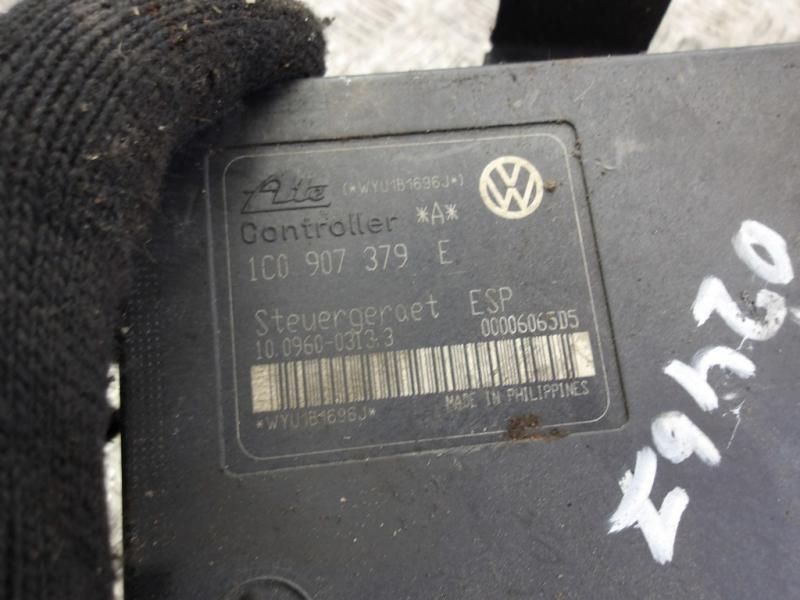 Ate (*WYU1B1696J*)
Controller *A*
1C0 907 379 E
Steuergeraet ESP
10.0960-0313.3 00006063D5
MADE IN PHILIPPINES
*WYU1B1696J*